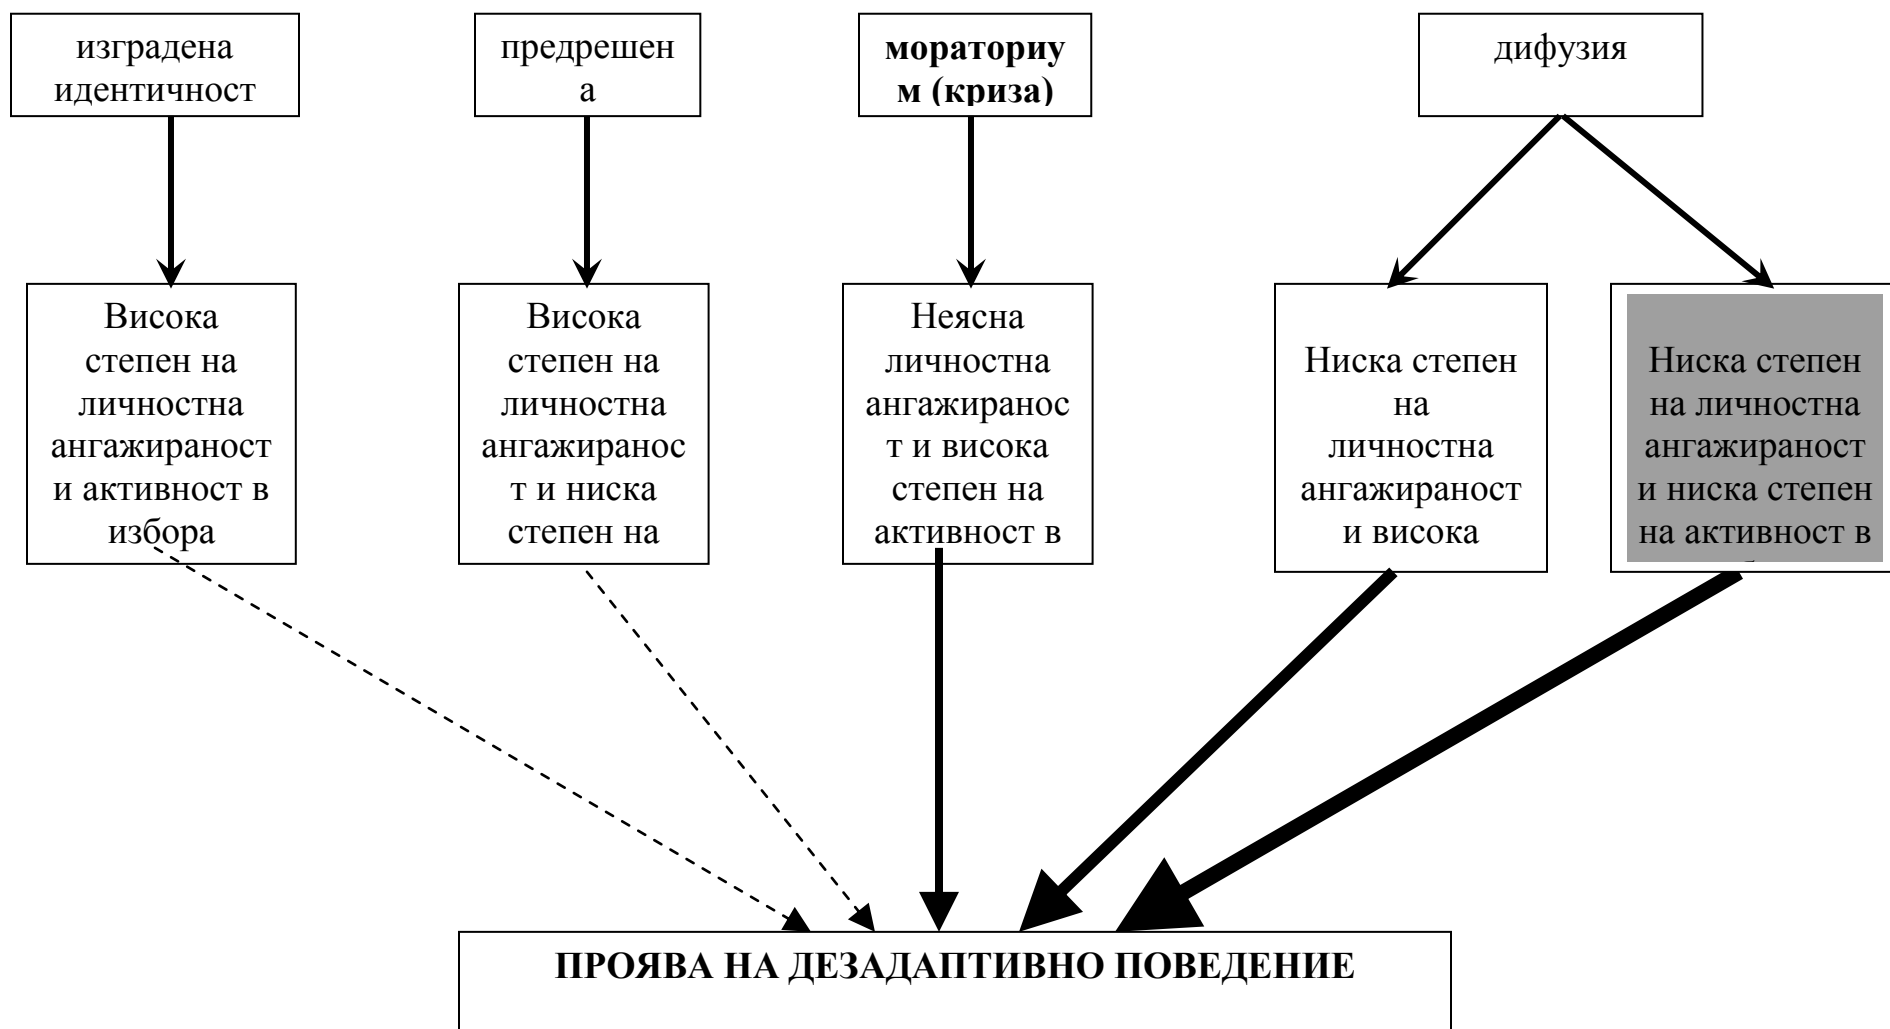 изградена
идентичност
предрешен
а
мораториу
м (криза)
дифузия
Висока
степен на
личностна
ангажираност
и активност в
избора
Висока
степен на
личностна
ангажиранос
т и ниска
степен на
Неясна
личностна
ангажиранос
т и висока
степен на
активност в
Ниска степен
на
личностна
ангажираност
и висока
Ниска степен
на личностна
ангажираност
и ниска степен
на активност в
ПРОЯВА НА ДЕЗАДАПТИВНО ПОВЕДЕНИЕ